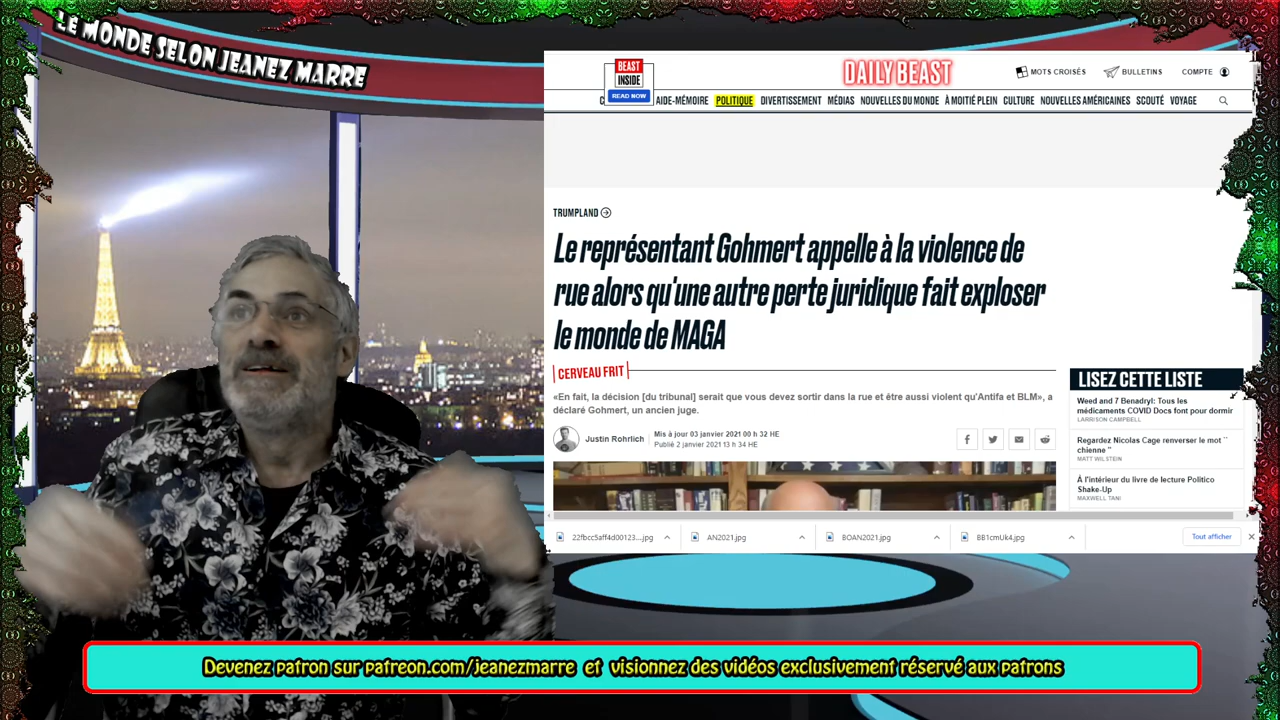 LE MONDE SELON JEANEZ MARRE
BEAST
INSIDE
READ NOW
DAILY BEAST
MOTS CROISÉS
BULLETINS
COMPTE
C
AIDE-MÉMOIRE
POLITIQUE
DIVERTISSEMENT
MÉDIAS
NOUVELLES DU MONDE
À MOITIÉ PLEIN
CULTURE
NOUVELLES AMÉRICAINES
SCOUTÉ
VOYAGE
TRUMPLAND
Le représentant Gohmert appelle à la violence de
rue alors qu'une autre perte juridique fait exploser
le monde de MAGA
CERVEAU FRIT
«En fait, la décision [du tribunal] serait que vous devez sortir dans la rue et être aussi violent qu'Antifa et BLM», a
déclaré Gohmert, un ancien juge.
Justin Rohrlich
Mis à jour 03 janvier 2021 00 h 32 HE
Publié 2 janvier 2021 13 h 34 HE
LISEZ CETTE LISTE
Weed and 7 Benadryl: Tous les
médicaments COVID Docs font pour dormir
LARRISON CAMPBELL
Regardez Nicolas Cage renverser le mot ``
chienne ''
MATT WILSTEIN
À l'intérieur du livre de lecture Politico
Shake-Up
MAXWELL TANI
22fbcc5aff4d00123....jpg
AN2021.jpg
BOAN2021.jpg
BB1cmUk4.jpg
Tout afficher
Devenez patron sur patreon.com/jeanezmarre et visionnez des vidéos exclusivement réservé aux patrons